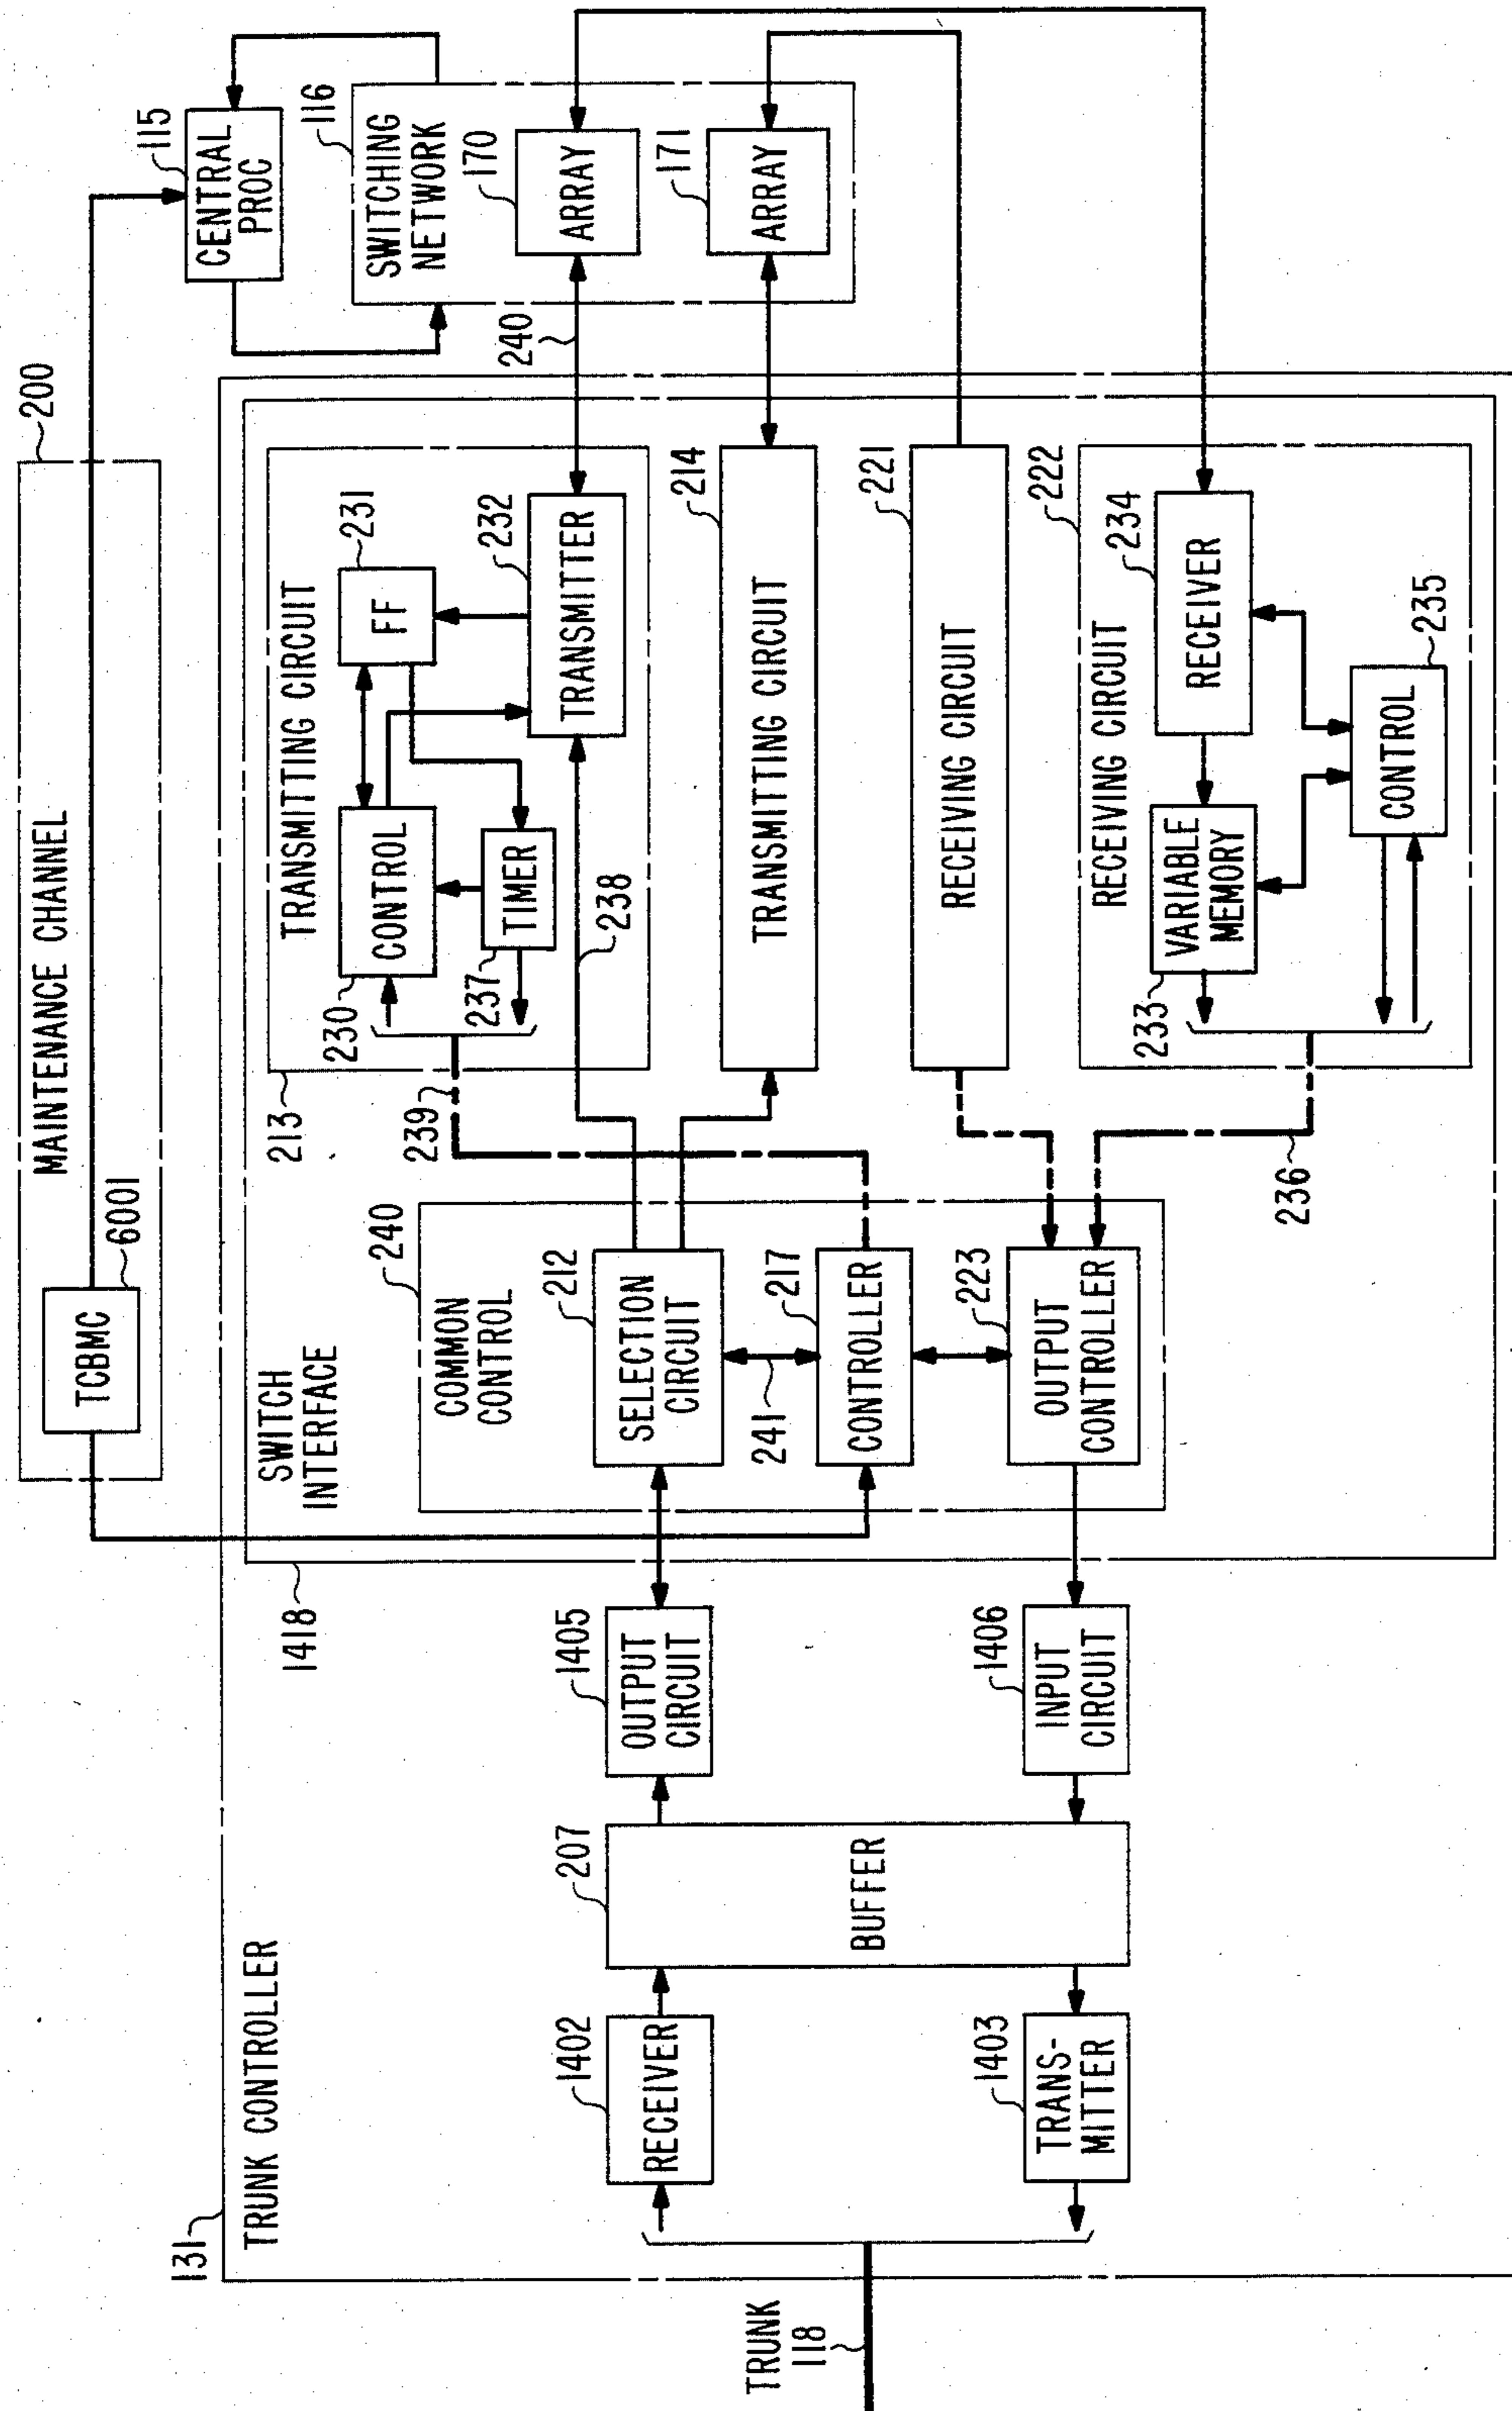 MAINTENANCE CHANNEL
200
TCBMC
6001
CENTRAL
PROC
115
SWITCHING
NETWORK
116
ARRAY
170
ARRAY
171
240
131
TRUNK CONTROLLER
1418
SWITCH
INTERFACE
TRUNK
118
RECEIVER
1402
TRANS-
MITTER
1403
BUFFER
207
OUTPUT
CIRCUIT
1405
INPUT
CIRCUIT
1406
COMMON
CONTROL
240
SELECTION
CIRCUIT
212
241
CONTROLLER
217
OUTPUT
CONTROLLER
223
213
TRANSMITTING CIRCUIT
239
CONTROL
230
FF
231
TIMER
237
TRANSMITTER
232
238
TRANSMITTING CIRCUIT
214
RECEIVING CIRCUIT
221
RECEIVING CIRCUIT
222
VARIABLE
MEMORY
233
RECEIVER
234
CONTROL
235
236